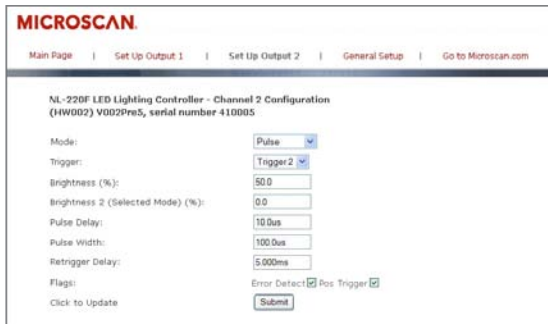 MICROSCAN.
Main Page | Set Up Output 1 | Set Up Output 2 | General Setup | Go to Microscan.com
NL-220F LED Lighting Controller - Channel 2 Configuration
(HW002) V002Pre5, serial number 410005
Mode: Pulse
Trigger: Trigger2
Brightness (%): 50.0
Brightness 2 (Selected Mode) (%): 0.0
Pulse Delay: 10.0us
Pulse Width: 100.0us
Retrigger Delay: 5.000ms
Flags: Error Detect Pos Trigger
Click to Update Submit